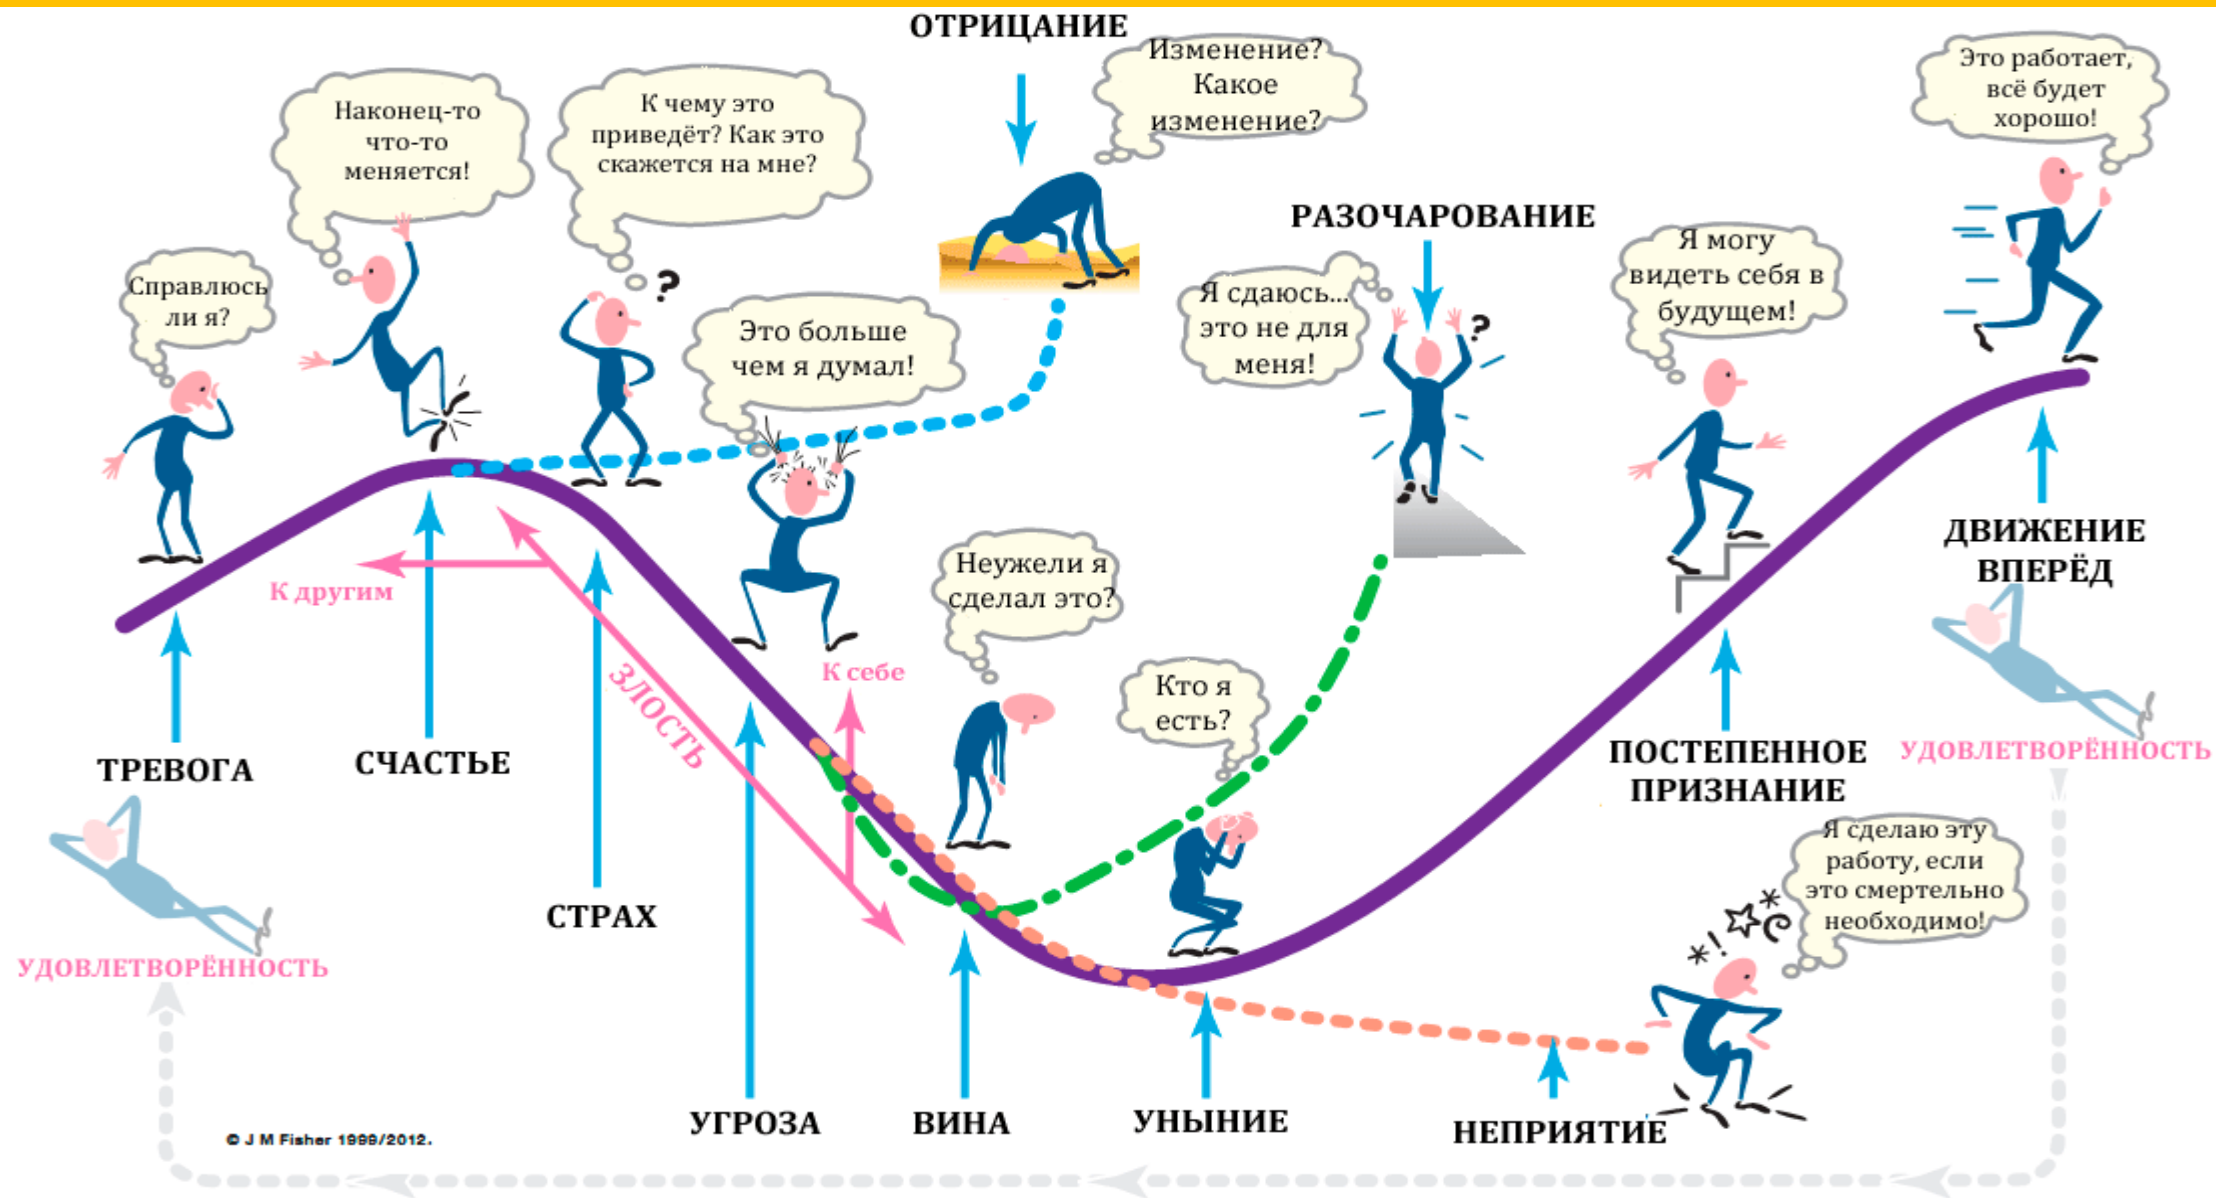 ОТРИЦАНИЕ
Изменение?
Какое
изменение?
Это работает,
всё будет
хорошо!
Наконец-то
что-то
меняется!
К чему это
приведёт? Как это
скажется на мне?
РАЗОЧАРОВАНИЕ
Я могу
видеть себя в
будущем!
Справлюсь
ли я?
?
Это больше
чем я думал!
Я сдаюсь...
это не для
меня!
?
ДВИЖЕНИЕ
ВПЕРЁД
К другим
Неужели я
сделал это?
ЗЛОСТЬ
К себе
Кто я
есть?
ТРЕВОГА
СЧАСТЬЕ
ПОСТЕПЕННОЕ
ПРИЗНАНИЕ
УДОВЛЕТВОРЁННОСТЬ
Я сделаю эту
работу, если
это смертельно
необходимо!
СТРАХ
УДОВЛЕТВОРЁННОСТЬ
*!
УГРОЗА
ВИНА
УНЫНИЕ
НЕПРИЯТИЕ
© J M Fisher 1999/2012.